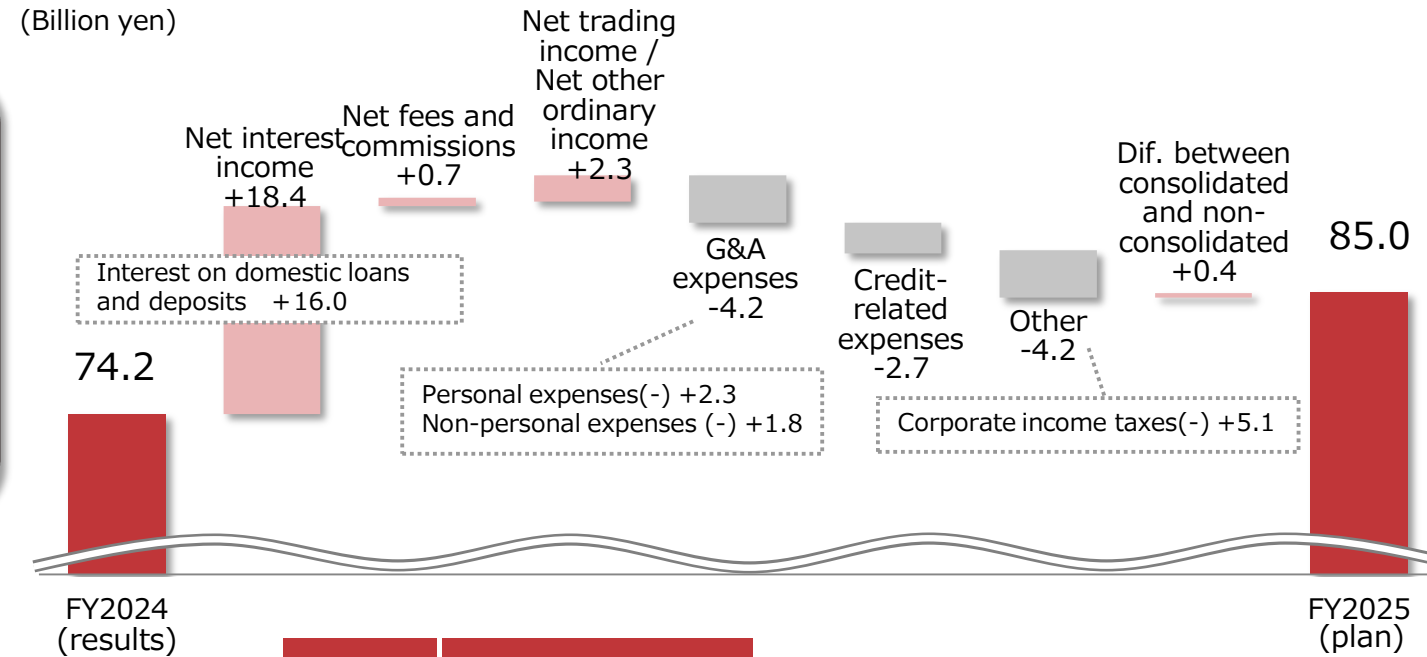 (Billion yen)
Net interest
income
+18.4
Net fees and
commissions
+0.7
Net trading
income /
Net other
ordinary
income
+2.3
G&A
expenses
-4.2
Credit-
related
expenses
-2.7
Other
-4.2
Dif. between
consolidated
and non-
consolidated
+0.4
85.0
Interest on domestic loans
and deposits +16.0
74.2
Personal expenses(-) +2.3
Non-personal expenses (-) +1.8
Corporate income taxes(-) +5.1
FY2024
(results)
FY2025
(plan)